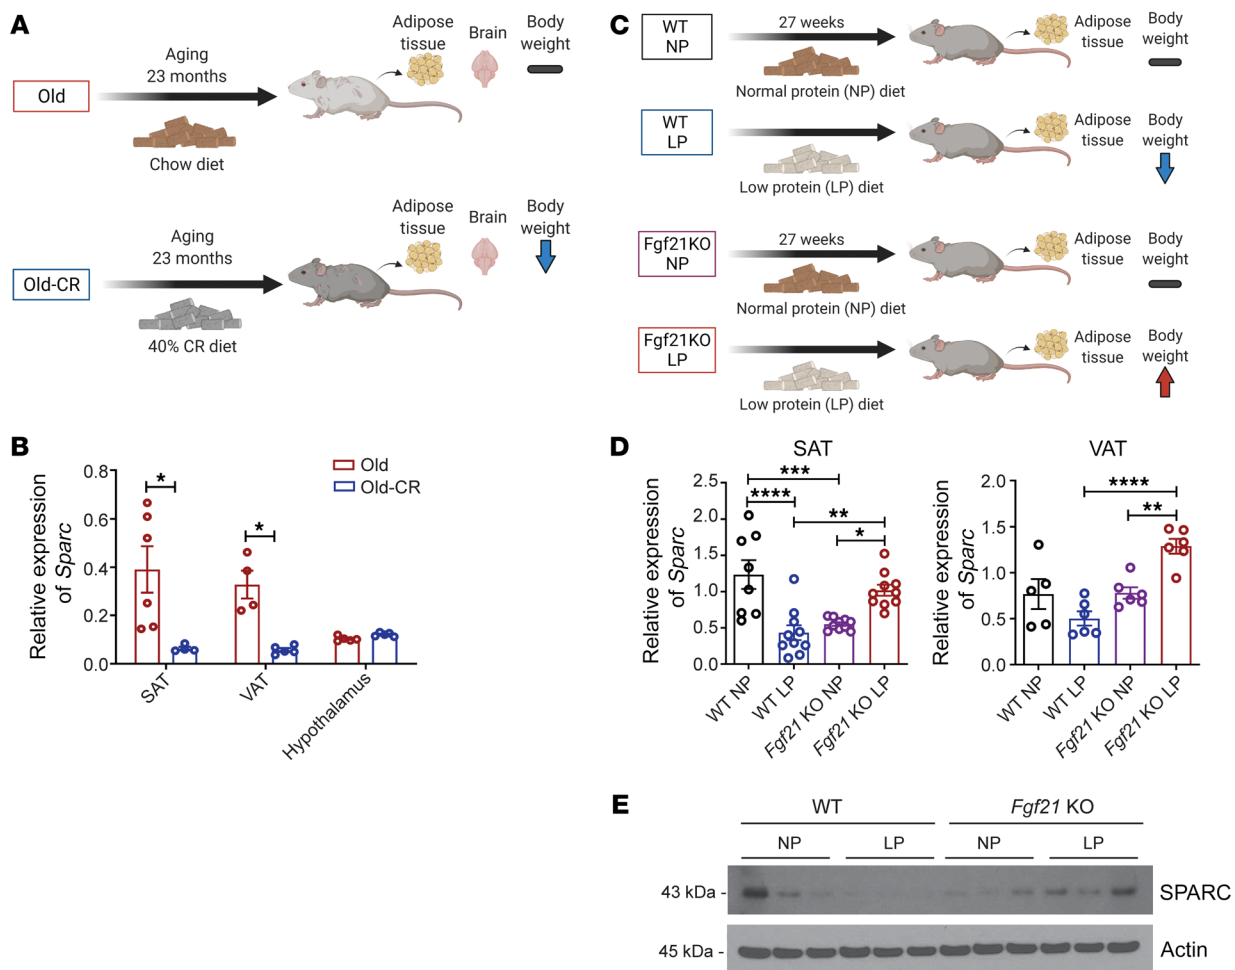 A
Old
Aging
23 months
Chow diet
Adipose
tissue
Brain
Body
weight
Old-CR
Aging
23 months
40% CR diet
Adipose
tissue
Brain
Body
weight
C
WT
NP
27 weeks
Normal protein (NP) diet
Adipose
tissue
Body
weight
WT
LP
Low protein (LP) diet
Adipose
tissue
Body
weight
Fgf21KO
NP
27 weeks
Normal protein (NP) diet
Adipose
tissue
Body
weight
Fgf21KO
LP
Low protein (LP) diet
Adipose
tissue
Body
weight
B
Relative expression
of Sparc
0.8
0.6
0.4
0.2
0.0
*
*
Old
Old-CR
SAT
VAT
Hypothalamus
D
SAT
Relative expression
of Sparc
2.5
2.0
1.5
1.0
0.5
0.0
***
****
**
*
WT NP
WT LP
Fgf21 KO NP
Fgf21 KO LP
VAT
Relative expression
of Sparc
2.0
1.5
1.0
0.5
0.0
****
**
WT NP
WT LP
Fgf21 KO NP
Fgf21 KO LP
E
WT
Fgf21 KO
NP
LP
NP
LP
43 kDa -
SPARC
45 kDa -
Actin